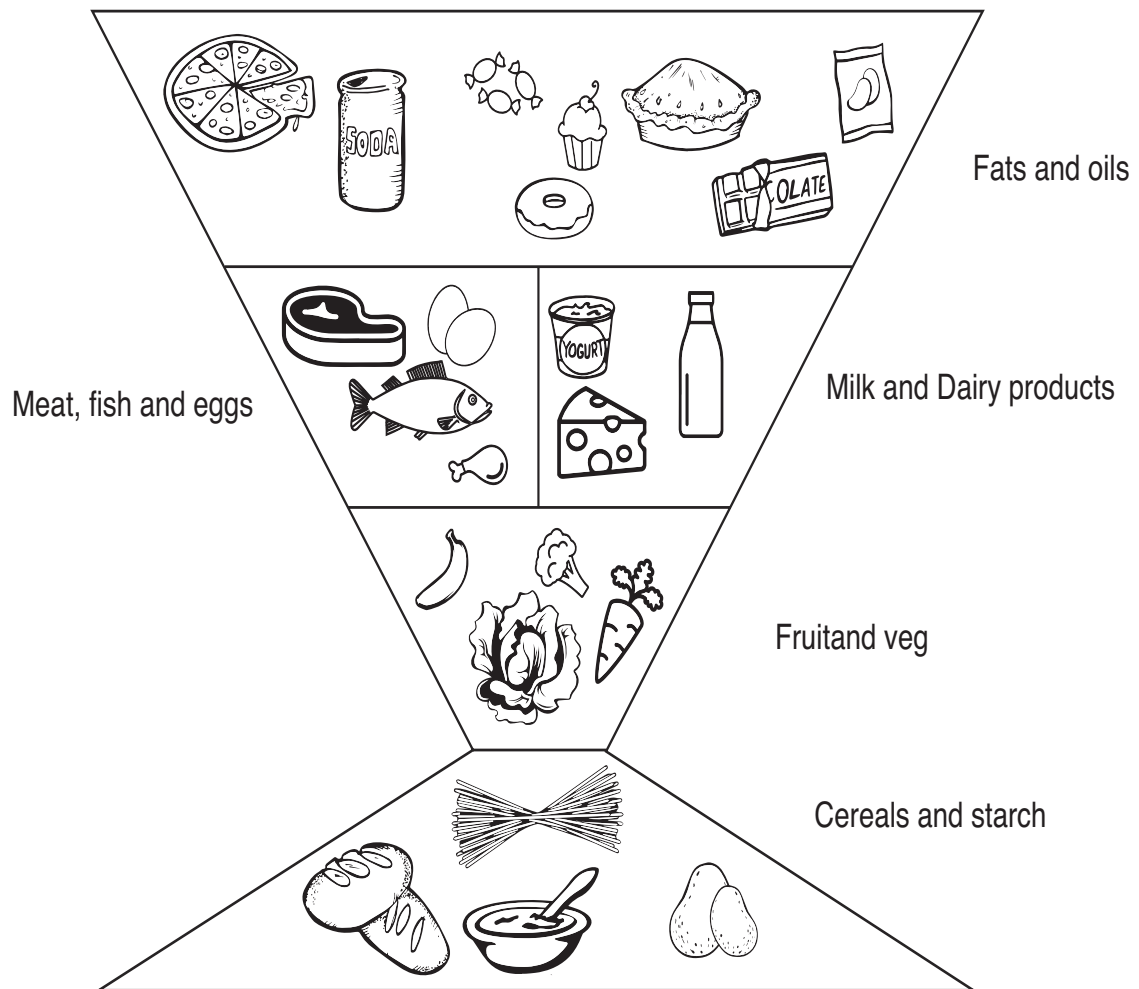 SODA
OLATE
Fats and oils
YOGURT
Meat, fish and eggs
Milk and Dairy products
Fruitand veg
Cereals and starch